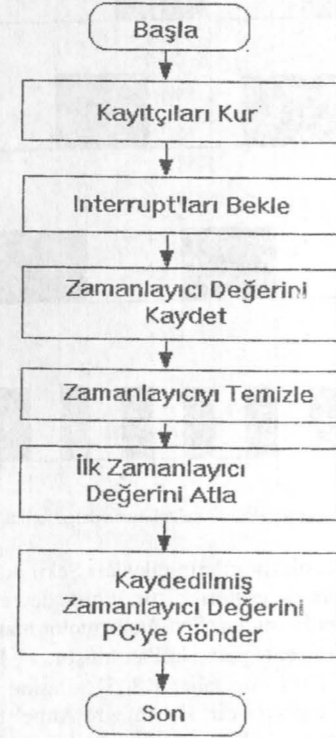 Başla
Kayıtçıları Kur
Interrupt'ları Bekle
Zamanlayıcı Değerini
Kaydet
Zamanlayıcıyı Temizle
İlk Zamanlayıcı
Değerini Atla
Kaydedilmiş
Zamanlayıcı Değerini
PC'ye Gönder
Son